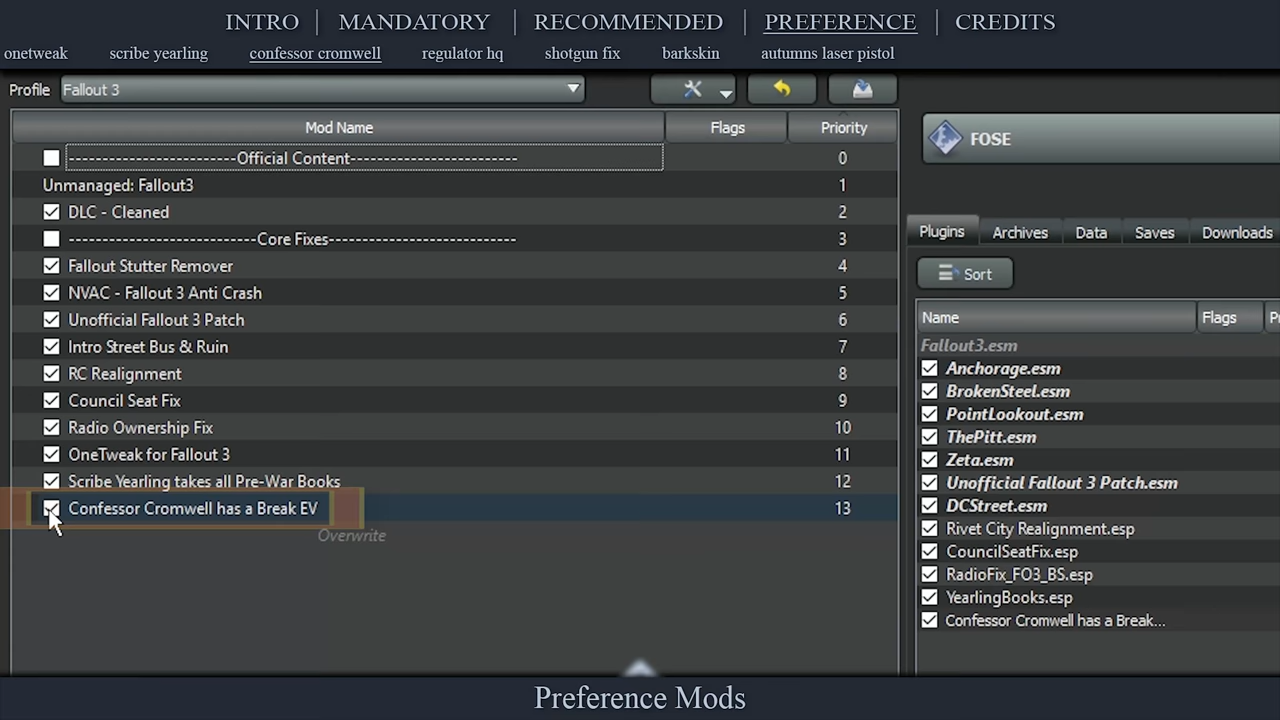 INTRO | MANDATORY | RECOMMENDED | PREFERENCE | CREDITS
onetweak scribe yearling confessor cromwell regulator hq shotgun fix barkskin autumns laser pistol
Profile Fallout 3
Mod Name Flags Priority
--------------------------Official Content-------------------------- 0
Unmanaged: Fallout3 1
DLC - Cleaned 2
-----------------------------Core Fixes----------------------------- 3
Fallout Stutter Remover 4
NVAC - Fallout 3 Anti Crash 5
Unofficial Fallout 3 Patch 6
Intro Street Bus & Ruin 7
RC Realignment 8
Council Seat Fix 9
Radio Ownership Fix 10
OneTweak for Fallout 3 11
Scribe Yearling takes all Pre-War Books 12
Confessor Cromwell has a Break EV 13
Overwrite
FOSE
Plugins Archives Data Saves Downloads
Sort
Name Flags
Fallout3.esm
Anchorage.esm
BrokenSteel.esm
PointLookout.esm
ThePitt.esm
Zeta.esm
Unofficial Fallout 3 Patch.esm
DCStreet.esm
Rivet City Realignment.esp
CouncilSeatFix.esp
RadioFix_FO3_BS.esp
YearlingBooks.esp
Confessor Cromwell has a Break...
Preference Mods